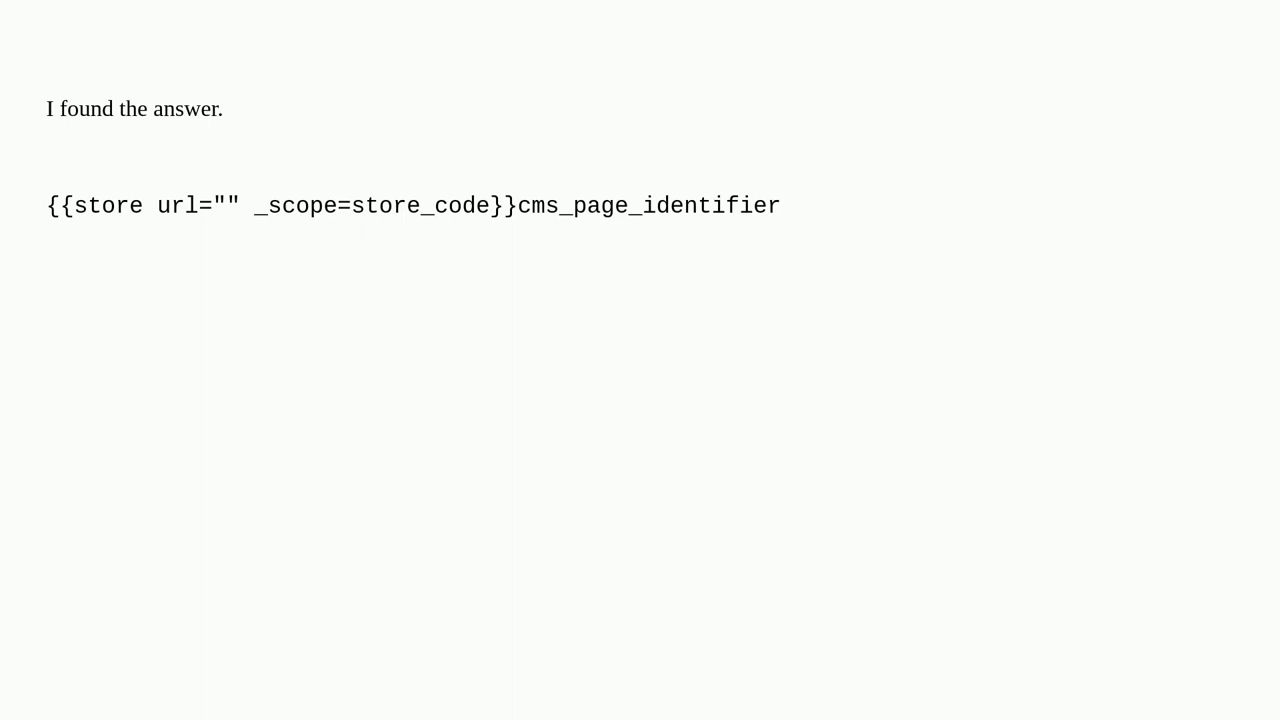 I found the answer.
{{store url="" _scope=store_code}}cms_page_identifier